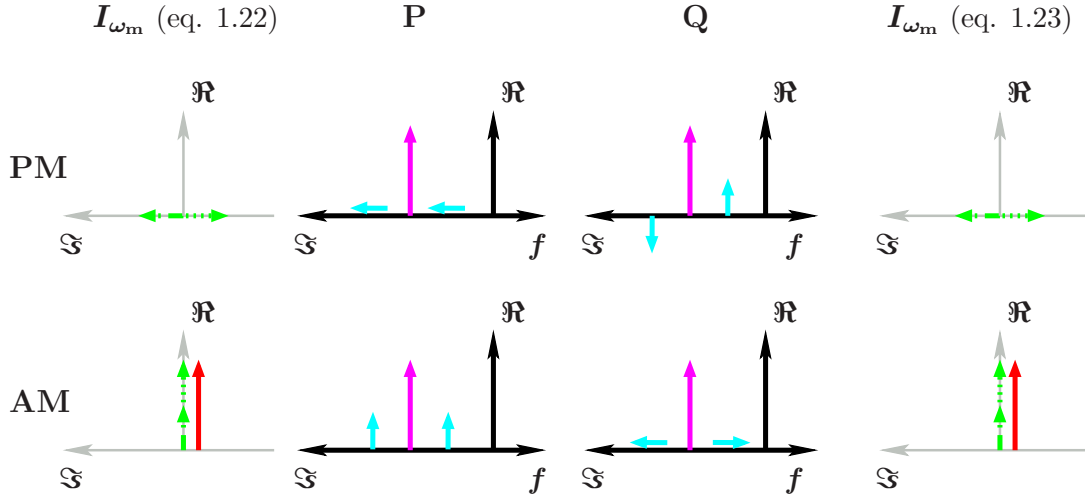 I_ωm (eq. 1.22) P Q I_ωm (eq. 1.23)
ℜ ℜ ℜ ℜ
PM
ℑ ℑ f ℑ f ℑ
ℜ ℜ ℜ ℜ
AM
ℑ ℑ f ℑ f ℑ